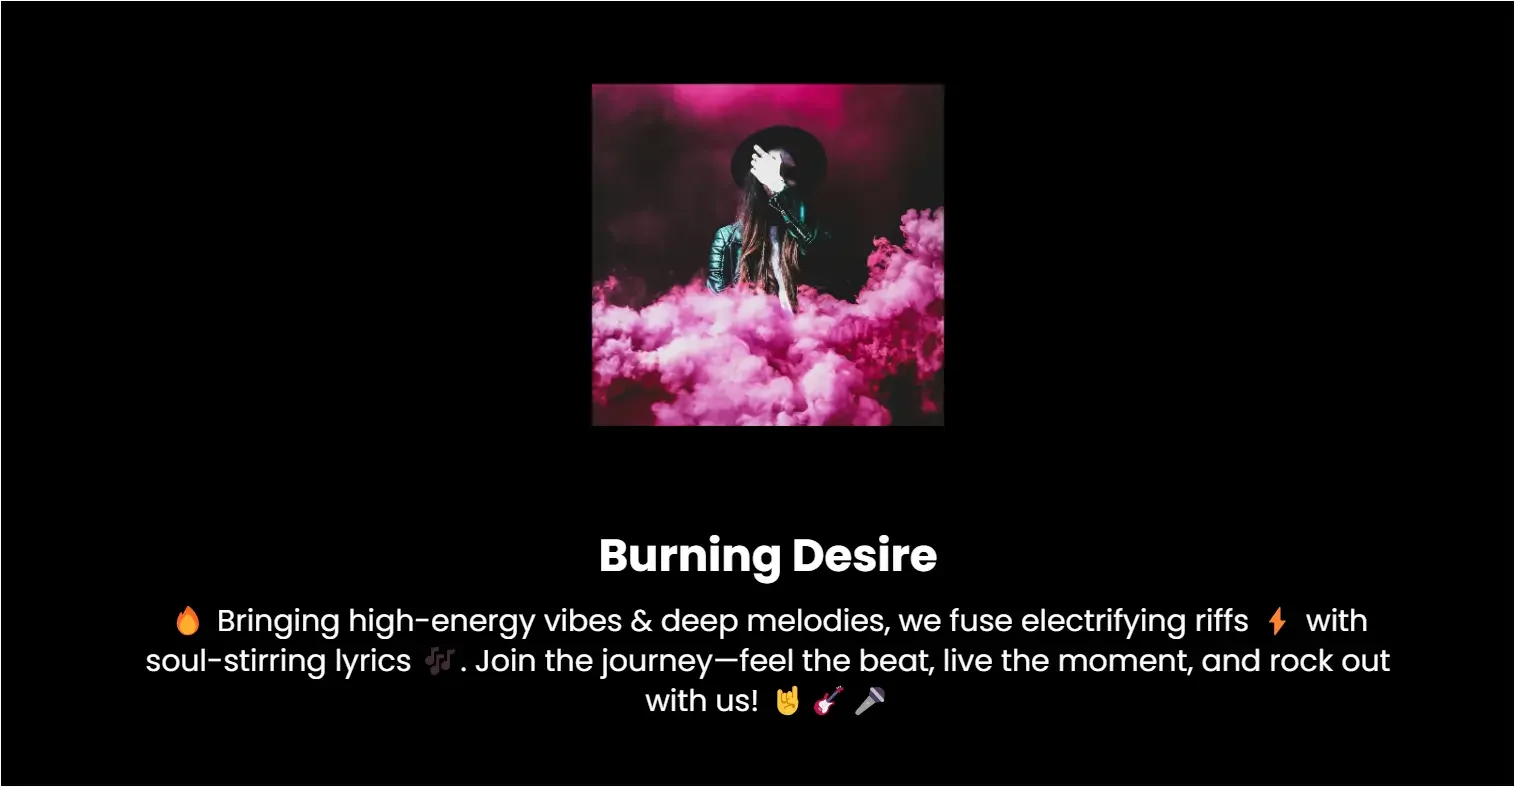 Burning Desire
🔥 Bringing high-energy vibes & deep melodies, we fuse electrifying riffs ⚡ with
soul-stirring lyrics 🎶. Join the journey—feel the beat, live the moment, and rock out
with us! 🤘🎸🎤